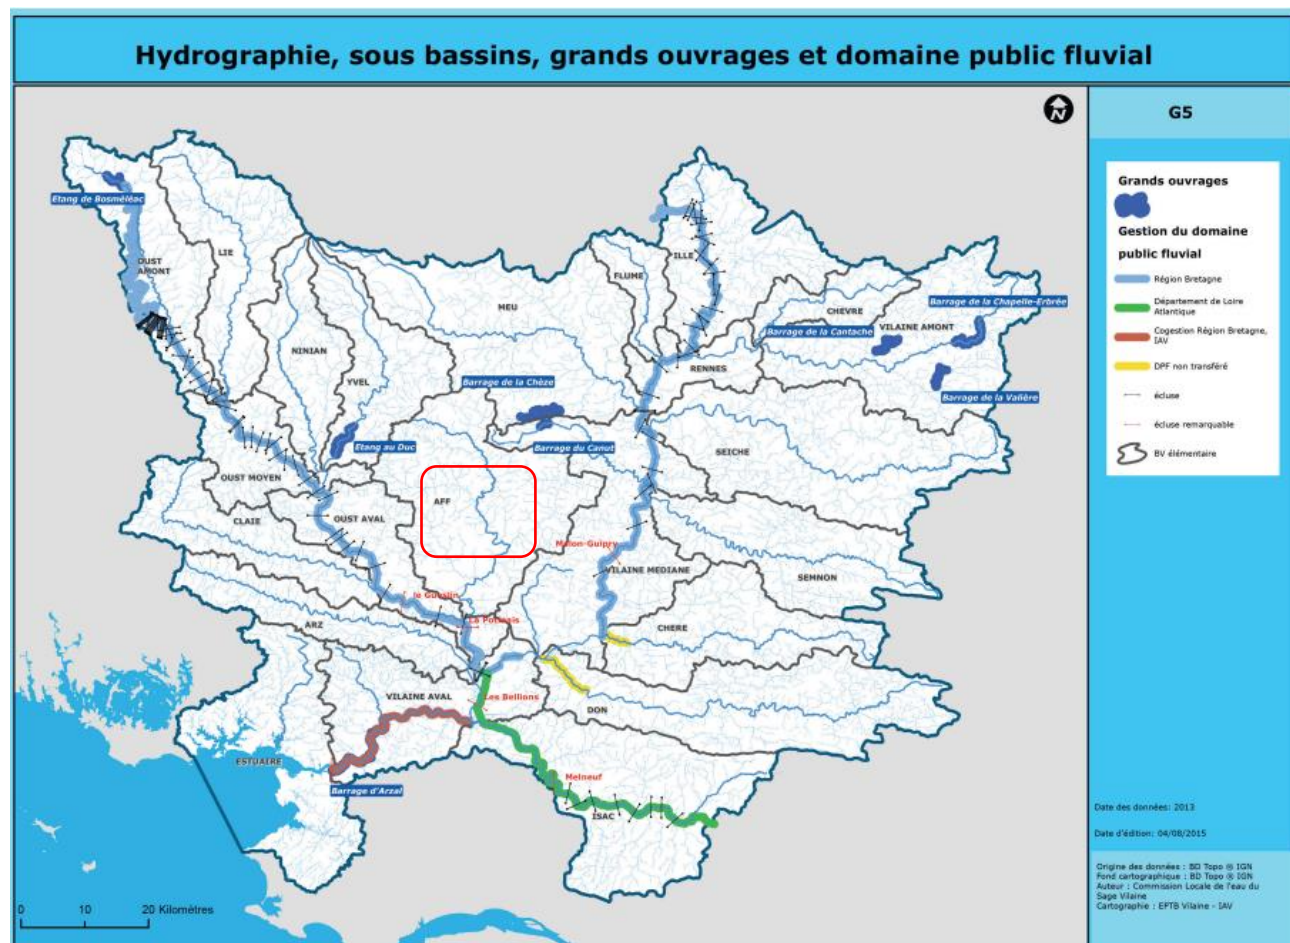 Hydrographie, sous bassins, grands ouvrages et domaine public fluvial
N
G5
Grands ouvrages
Gestion du domaine
public fluvial
Région Bretagne
Département de Loire
Atlantique
Cogestion Région Bretagne,
IAV
DPF non transféré
écluse
écluse remarquable
BV élémentaire
Etang de Bosméléac
OUST
AMONT
LIE
NINIAN
YVEL
MEU
FLUME
ILLE
CHEVRE
Barrage de la Chapelle-Erbrée
VILAINE AMONT
Barrage de la Cantache
RENNES
Barrage de la Valière
Barrage de la Chèze
Etang au Duc
Barrage du Canut
SEICHE
OUST MOYEN
AFF
OUST AVAL
CLAIE
Malon-Guipry
VILAINE MEDIANE
SEMNON
le Guéslin
La Potinais
CHERE
ARZ
VILAINE AVAL
Les Bellions
DON
ESTUAIRE
Melneuf
Barrage d'Arzal
ISAC
0 10 20 Kilomètres
Date des données: 2013
Date d'édition: 04/08/2015
Origine des données : BD Topo ® IGN
Fond cartographique : BD Topo ® IGN
Auteur : Commission Locale de l'eau du
Sage Vilaine
Cartographie : EPTB Vilaine - IAV